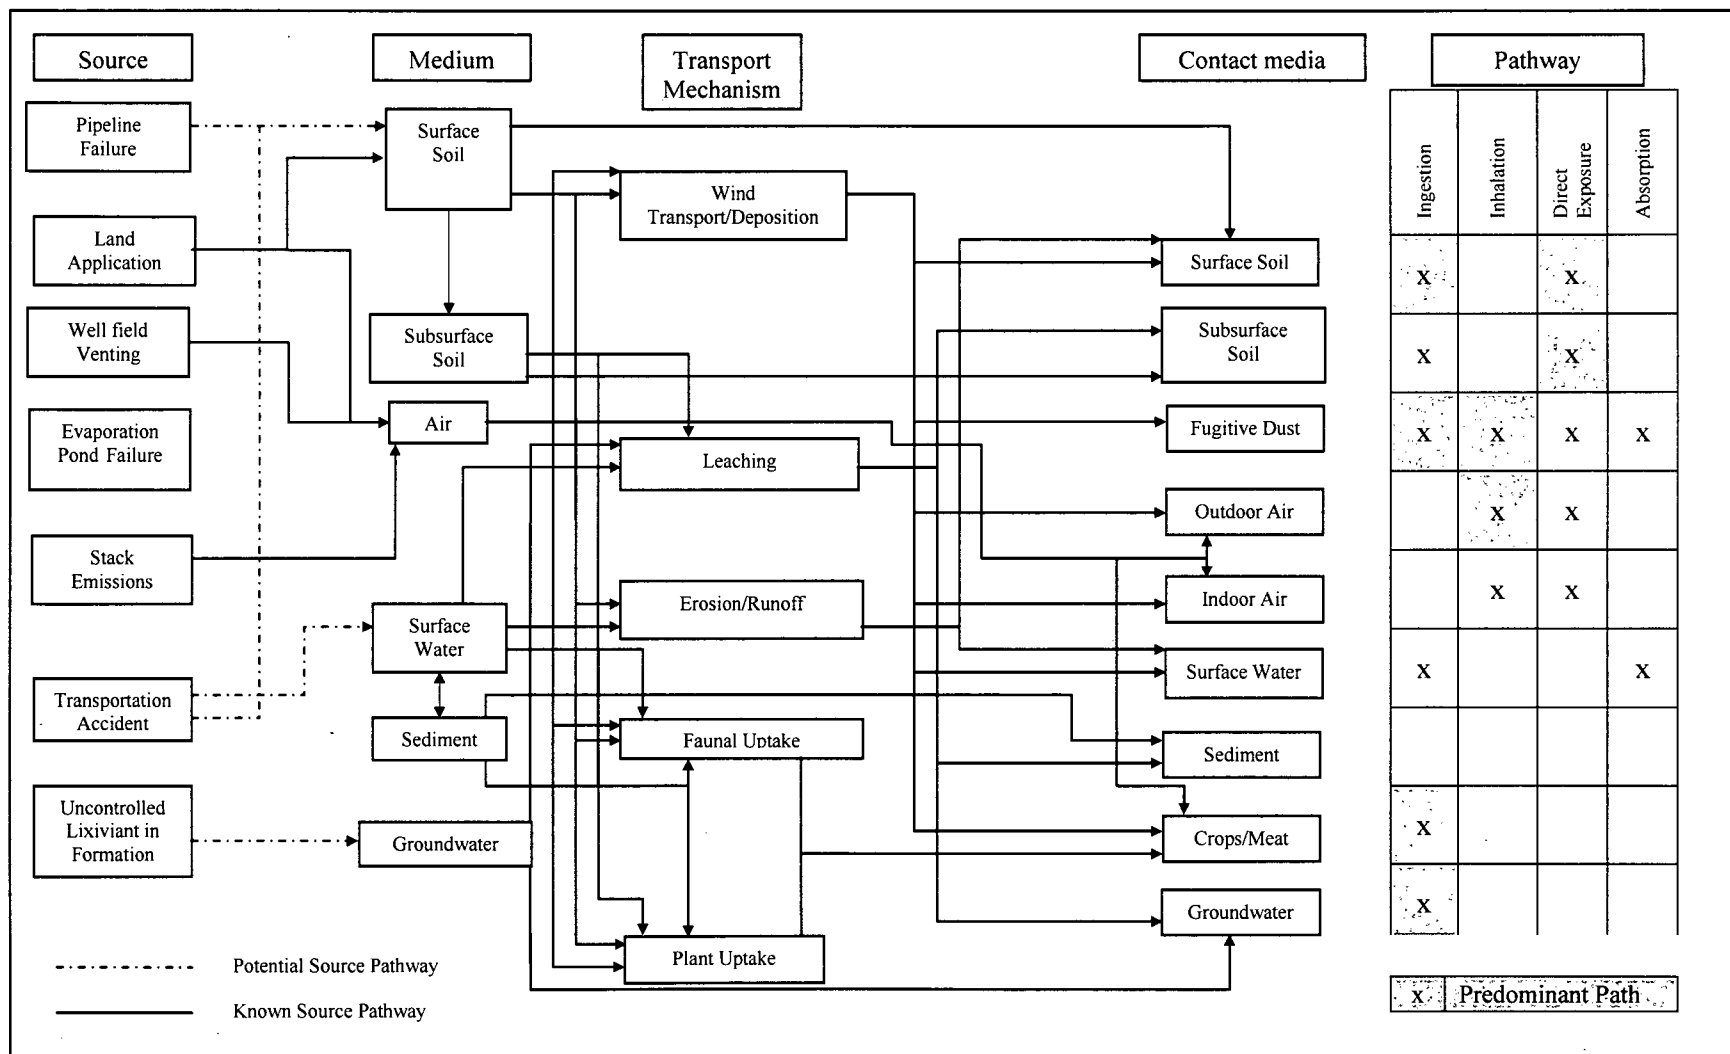 Source
Medium
Transport
Mechanism
Contact media
Pathway
Pipeline
Failure
Land
Application
Well field
Venting
Evaporation
Pond Failure
Stack
Emissions
Transportation
Accident
Uncontrolled
Lixiviant in
Formation
Surface
Soil
Subsurface
Soil
Air
Surface
Water
Sediment
Groundwater
Wind
Transport/Deposition
Leaching
Erosion/Runoff
Faunal Uptake
Plant Uptake
Surface Soil
Subsurface
Soil
Fugitive Dust
Outdoor Air
Indoor Air
Surface Water
Sediment
Crops/Meat
Groundwater
Ingestion
Inhalation
Direct
Exposure
Absorption
x x
x x
x x x x
x x
x x
x x
x
x
Potential Source Pathway
Known Source Pathway
x Predominant Path